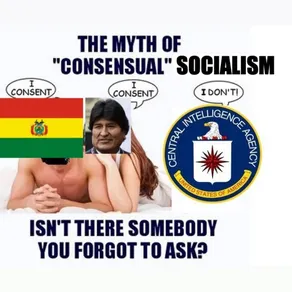 THE MYTH OF
"CONSENSUAL" SOCIALISM
I CONSENT
I CONSENT
I DON'T!
CENTRAL INTELLIGENCE AGENCY
UNITED STATES OF AMERICA
ISN'T THERE SOMEBODY
YOU FORGOT TO ASK?